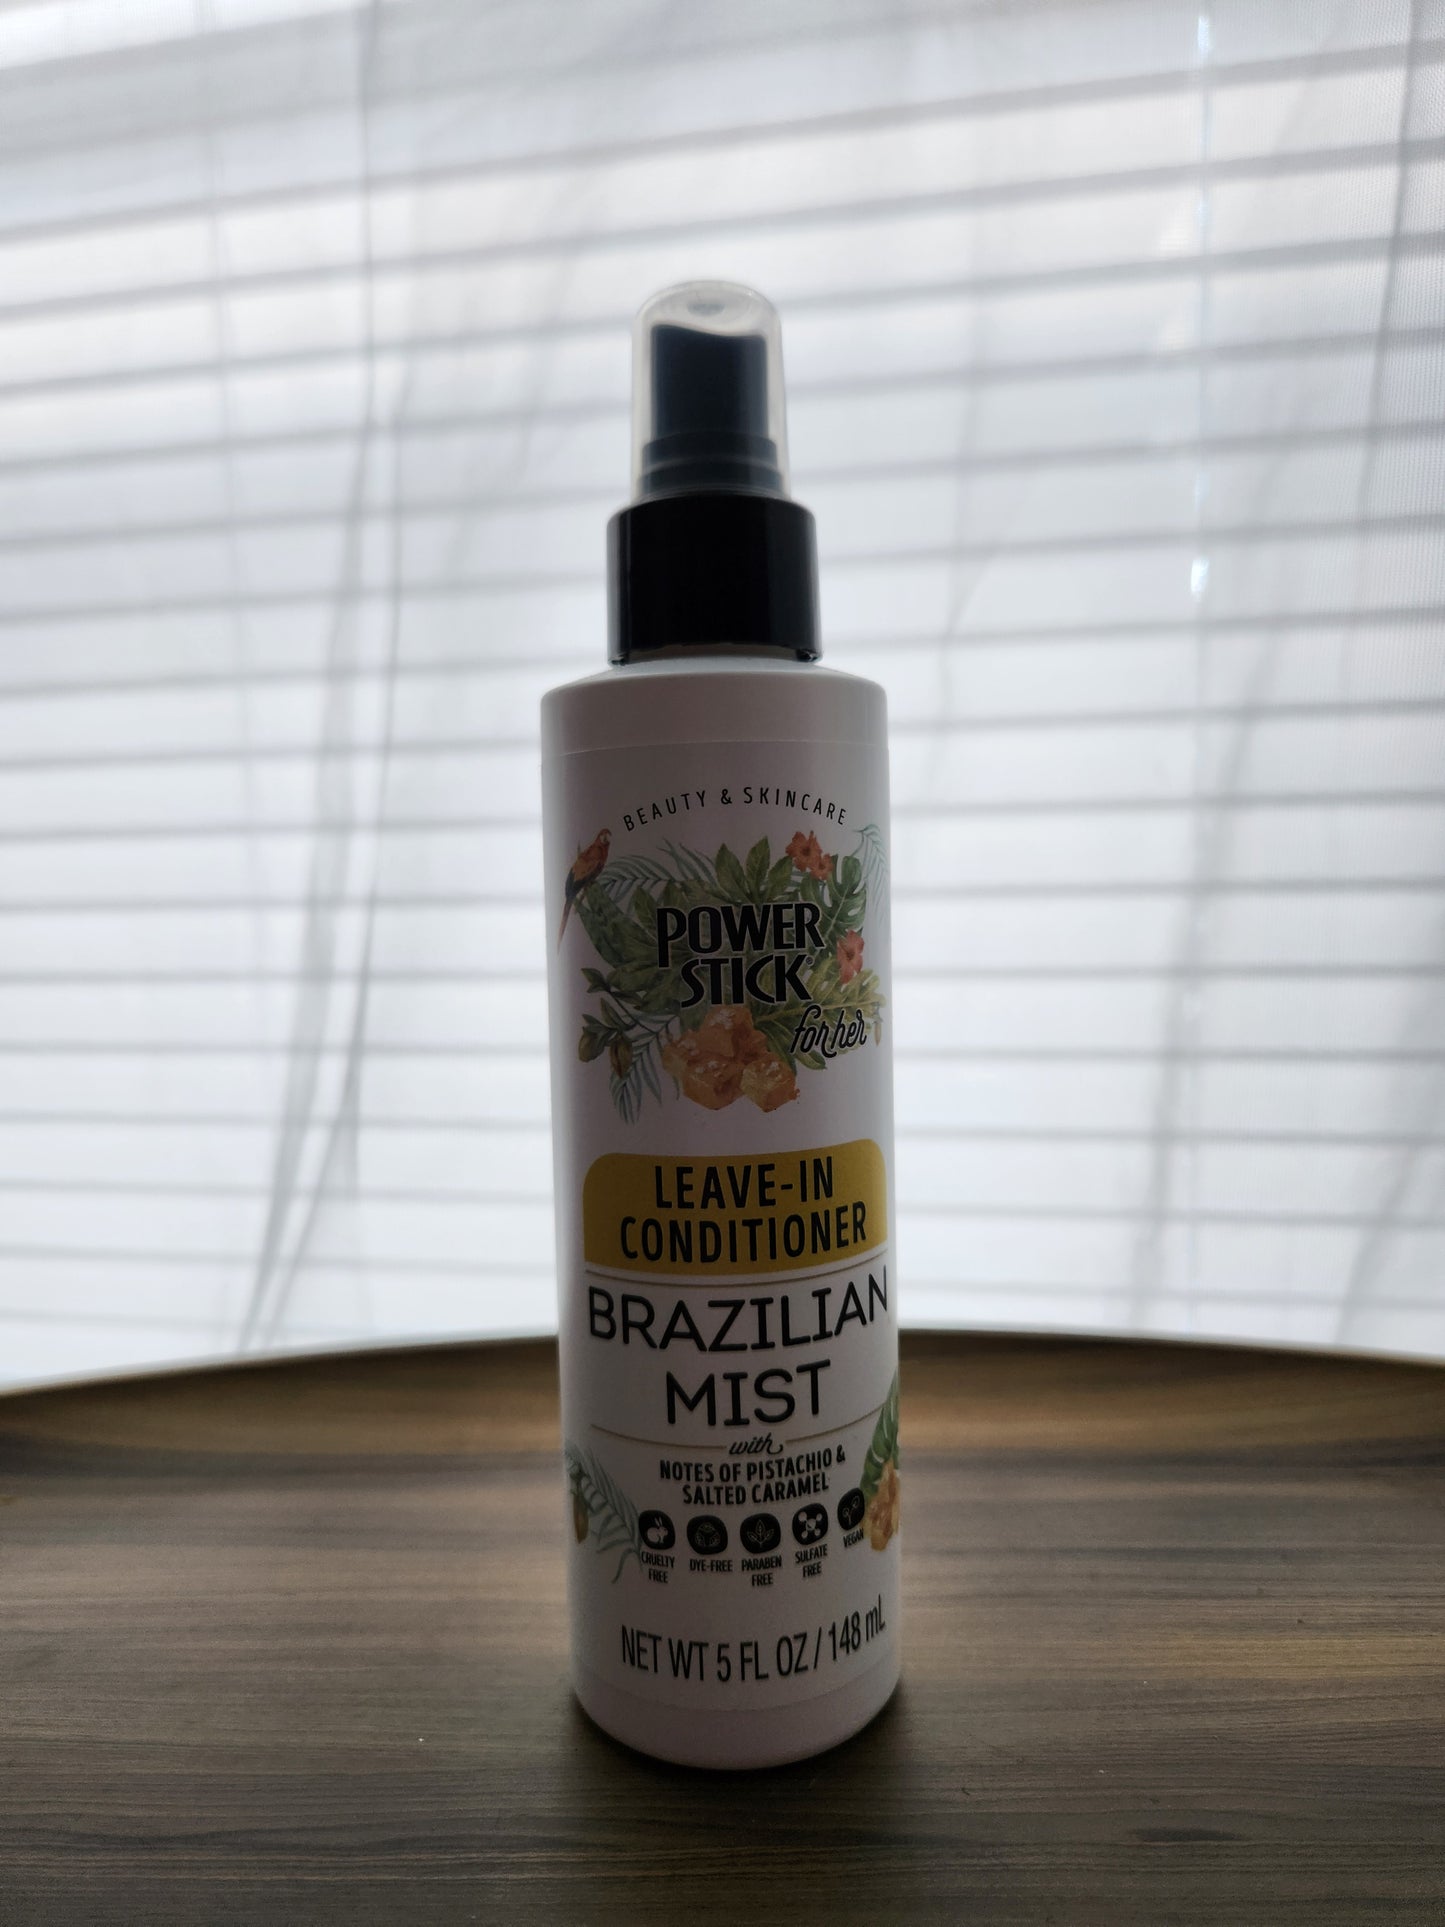 BEAUTY & SKINCARE
POWER
STICK®
for her
LEAVE-IN
CONDITIONER
BRAZILIAN
MIST
with
NOTES OF PISTACHIO &
SALTED CARAMEL
CRUELTY FREE
DYE-FREE
PARABEN FREE
SULFATE FREE
VEGAN
NET WT 5 FL OZ / 148 mL